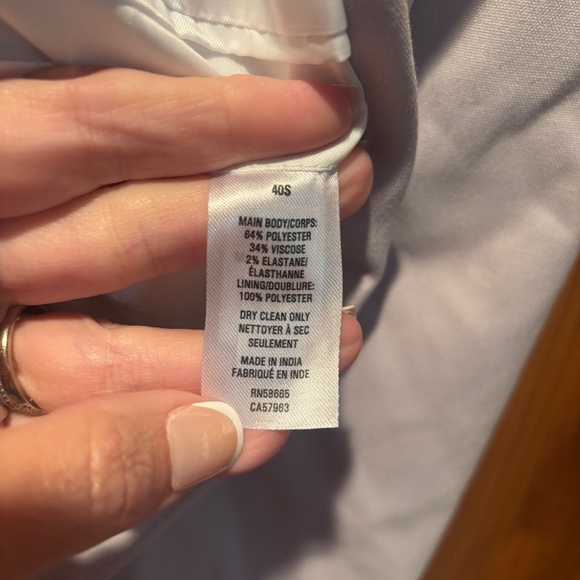 40S
MAIN BODY/CORPS:
64% POLYESTER
34% VISCOSE
2% ELASTANE/
ÉLASTHANNE
LINING/DOUBLURE:
100% POLYESTER
DRY CLEAN ONLY
NETTOYER À SEC
SEULEMENT
MADE IN INDIA
FABRIQUÉ EN INDE
RN58665
CA57963